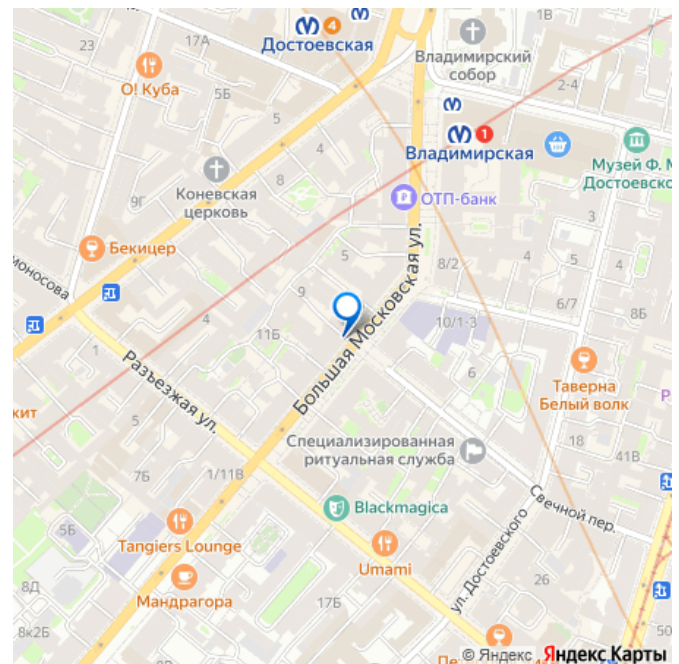 1В
23
17А
4
Достоевская
Владимирский
собор
2-4
О! Куба
5Б
5
4
1
Владимирская
Музей Ф. М
Достоевско
Коневская
церковь
8
ОТП-банк
9Г
3
Бекицер
5
8/2
4
омоносова
9
6/7
4
10/1-3
11Б
Большая Московская ул.
1
6
Таверна
Белый волк
Разъезжая ул.
кит
5
Специализированная
ритуальная служба
18
41В
7Б
1/11В
Свечной пер.
Blackmagica
5Б
Tangiers Lounge
ул. Достоевского
Umami
26
8Д
Мандрагора
17Б
8к2Б
50
© Яндекс Яндекс Карты